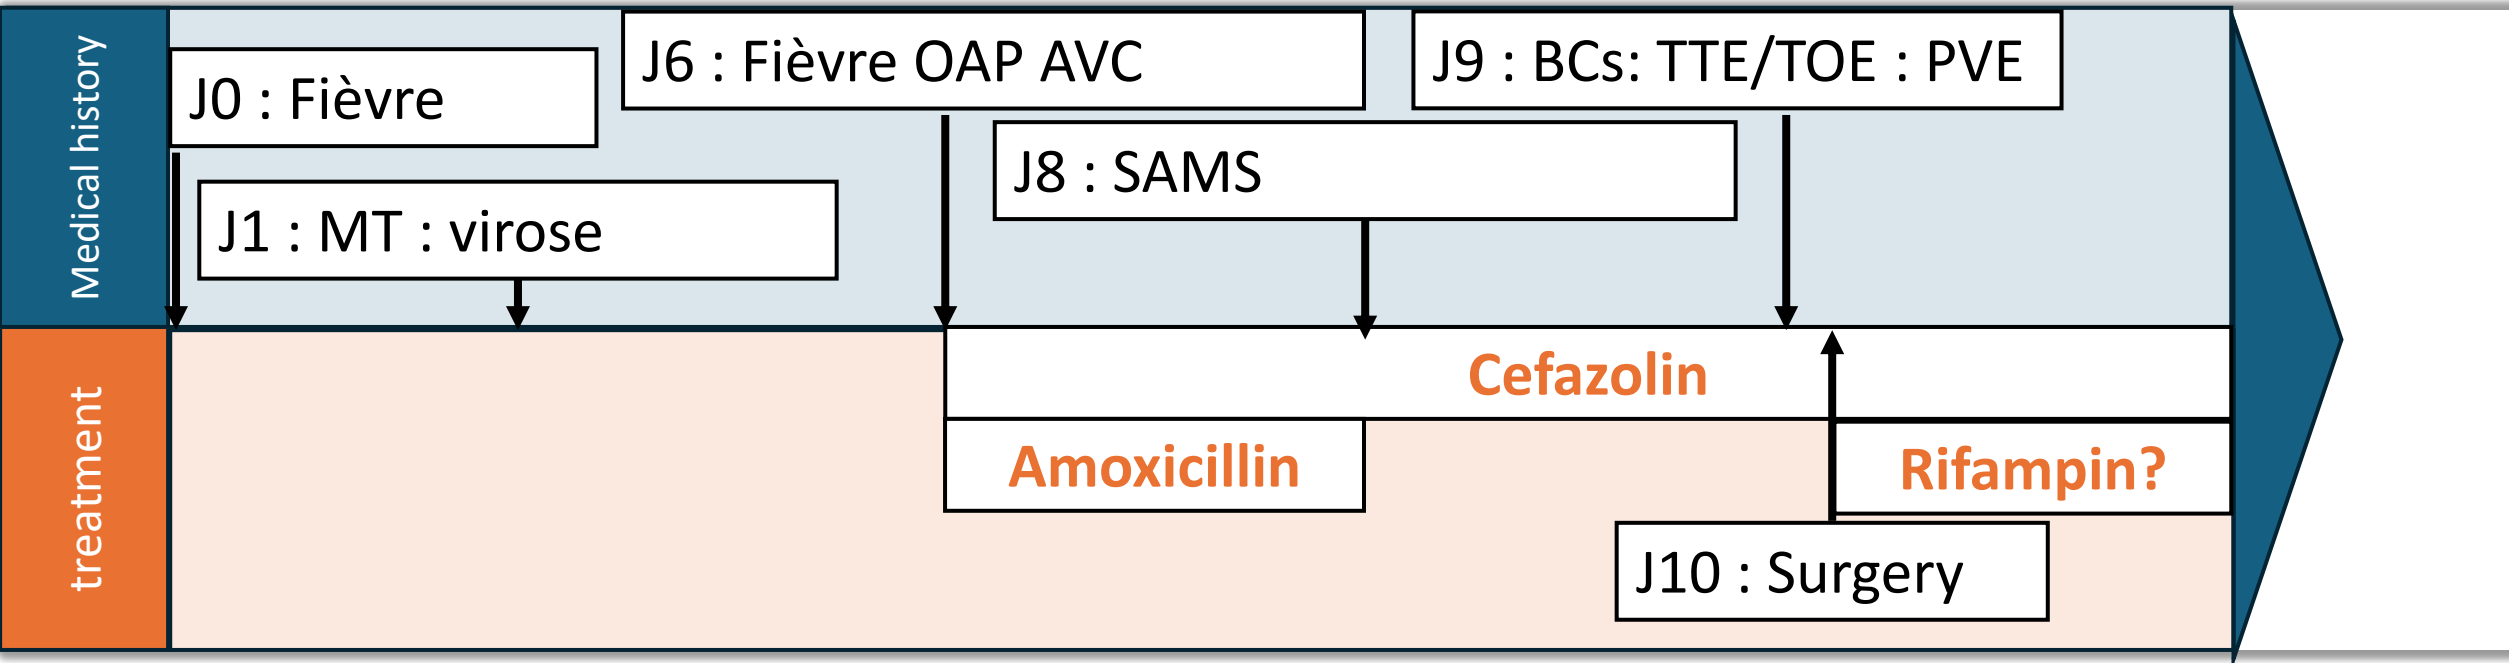 Medical history
J0 : Fièvre
J1 : MT : virose
J6 : Fièvre OAP AVC
J8 : SAMS
J9 : BCs: TTE/TOE : PVE
treatment
Cefazolin
Amoxicillin
Rifampin?
J10 : Surgery